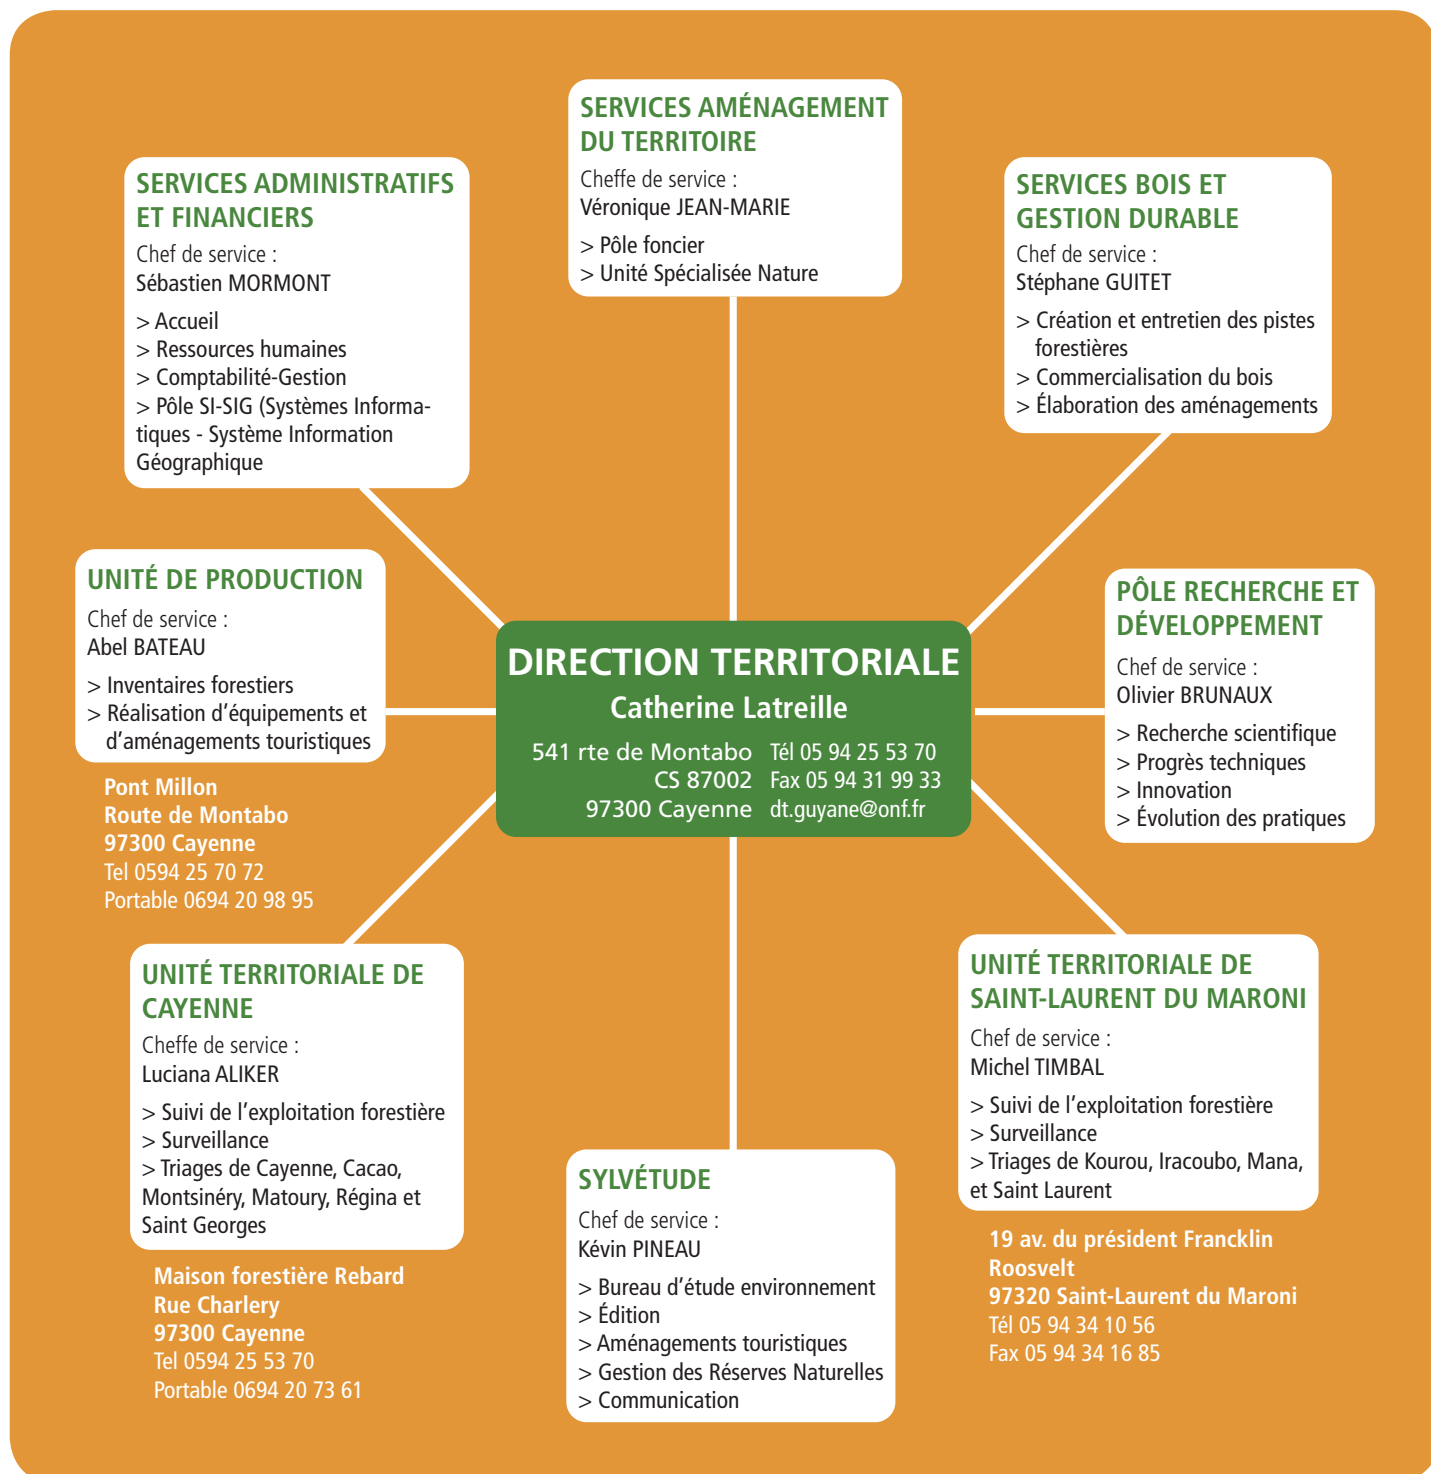 SERVICES AMÉNAGEMENT
DU TERRITOIRE
Cheffe de service :
Véronique JEAN-MARIE
> Pôle foncier
> Unité Spécialisée Nature
SERVICES ADMINISTRATIFS
ET FINANCIERS
Chef de service :
Sébastien MORMONT
> Accueil
> Ressources humaines
> Comptabilité-Gestion
> Pôle SI-SIG (Systèmes Informa-
tiques - Système Information
Géographique
SERVICES BOIS ET
GESTION DURABLE
Chef de service :
Stéphane GUITET
> Création et entretien des pistes
forestières
> Commercialisation du bois
> Élaboration des aménagements
UNITÉ DE PRODUCTION
Chef de service :
Abel BATEAU
> Inventaires forestiers
> Réalisation d'équipements et
d'aménagements touristiques
Pont Millon
Route de Montabo
97300 Cayenne
Tel 0594 25 70 72
Portable 0694 20 98 95
DIRECTION TERRITORIALE
Catherine Latreille
541 rte de Montabo Tél 05 94 25 53 70
CS 87002 Fax 05 94 31 99 33
97300 Cayenne dt.guyane@onf.fr
PÔLE RECHERCHE ET
DÉVELOPPEMENT
Chef de service :
Olivier BRUNAUX
> Recherche scientifique
> Progrès techniques
> Innovation
> Évolution des pratiques
UNITÉ TERRITORIALE DE
CAYENNE
Cheffe de service :
Luciana ALIKER
> Suivi de l'exploitation forestière
> Surveillance
> Triages de Cayenne, Cacao,
Montsinéry, Matoury, Régina et
Saint Georges
Maison forestière Rebard
Rue Charlery
97300 Cayenne
Tel 0594 25 53 70
Portable 0694 20 73 61
SYLVÉTUDE
Chef de service :
Kévin PINEAU
> Bureau d'étude environnement
> Édition
> Aménagements touristiques
> Gestion des Réserves Naturelles
> Communication
UNITÉ TERRITORIALE DE
SAINT-LAURENT DU MARONI
Chef de service :
Michel TIMBAL
> Suivi de l'exploitation forestière
> Surveillance
> Triages de Kourou, Iracoubo, Mana,
et Saint Laurent
19 av. du président Francklin
Roosvelt
97320 Saint-Laurent du Maroni
Tél 05 94 34 10 56
Fax 05 94 34 16 85